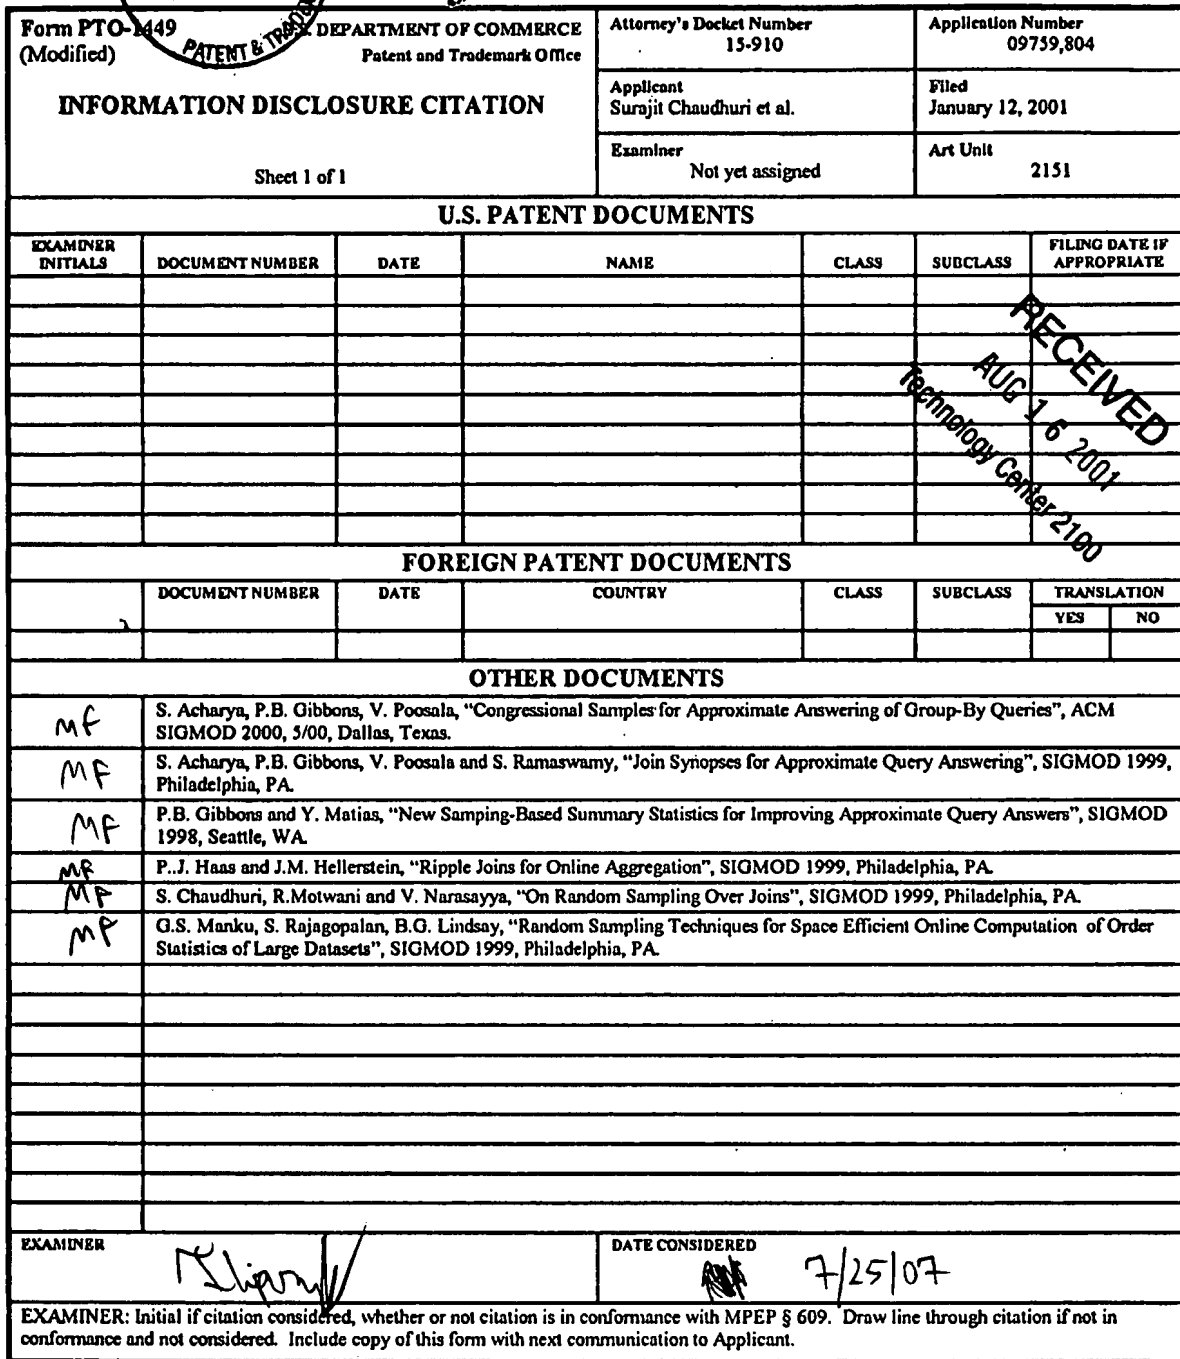 Form PTO-1449
(Modified)
DEPARTMENT OF COMMERCE
Patent and Trademark Office
PATENT & TRADE
INFORMATION DISCLOSURE CITATION
Sheet 1 of 1
Attorney's Docket Number
15-910
Application Number
09759,804
Applicant
Surajit Chaudhuri et al.
Filed
January 12, 2001
Examiner
Not yet assigned
Art Unit
2151
U.S. PATENT DOCUMENTS
EXAMINER INITIALS DOCUMENT NUMBER DATE NAME CLASS SUBCLASS FILING DATE IF APPROPRIATE
RECEIVED
AUG 16 2001
Technology Center 2100
FOREIGN PATENT DOCUMENTS
DOCUMENT NUMBER DATE COUNTRY CLASS SUBCLASS TRANSLATION
YES NO
OTHER DOCUMENTS
MF S. Acharya, P.B. Gibbons, V. Poosala, "Congressional Samples for Approximate Answering of Group-By Queries", ACM
SIGMOD 2000, 5/00, Dallas, Texas.
MF S. Acharya, P.B. Gibbons, V. Poosala and S. Ramaswamy, "Join Synopses for Approximate Query Answering", SIGMOD 1999,
Philadelphia, PA.
MF P.B. Gibbons and Y. Matias, "New Samping-Based Summary Statistics for Improving Approximate Query Answers", SIGMOD
1998, Seattle, WA.
MF P..J. Haas and J.M. Hellerstein, "Ripple Joins for Online Aggregation", SIGMOD 1999, Philadelphia, PA.
MF S. Chaudhuri, R.Motwani and V. Narasayya, "On Random Sampling Over Joins", SIGMOD 1999, Philadelphia, PA.
MF G.S. Manku, S. Rajagopalan, B.G. Lindsay, "Random Sampling Techniques for Space Efficient Online Computation of Order
Statistics of Large Datasets", SIGMOD 1999, Philadelphia, PA.
EXAMINER
DATE CONSIDERED
7/25/07
EXAMINER: Initial if citation considered, whether or not citation is in conformance with MPEP § 609. Draw line through citation if not in
conformance and not considered. Include copy of this form with next communication to Applicant.